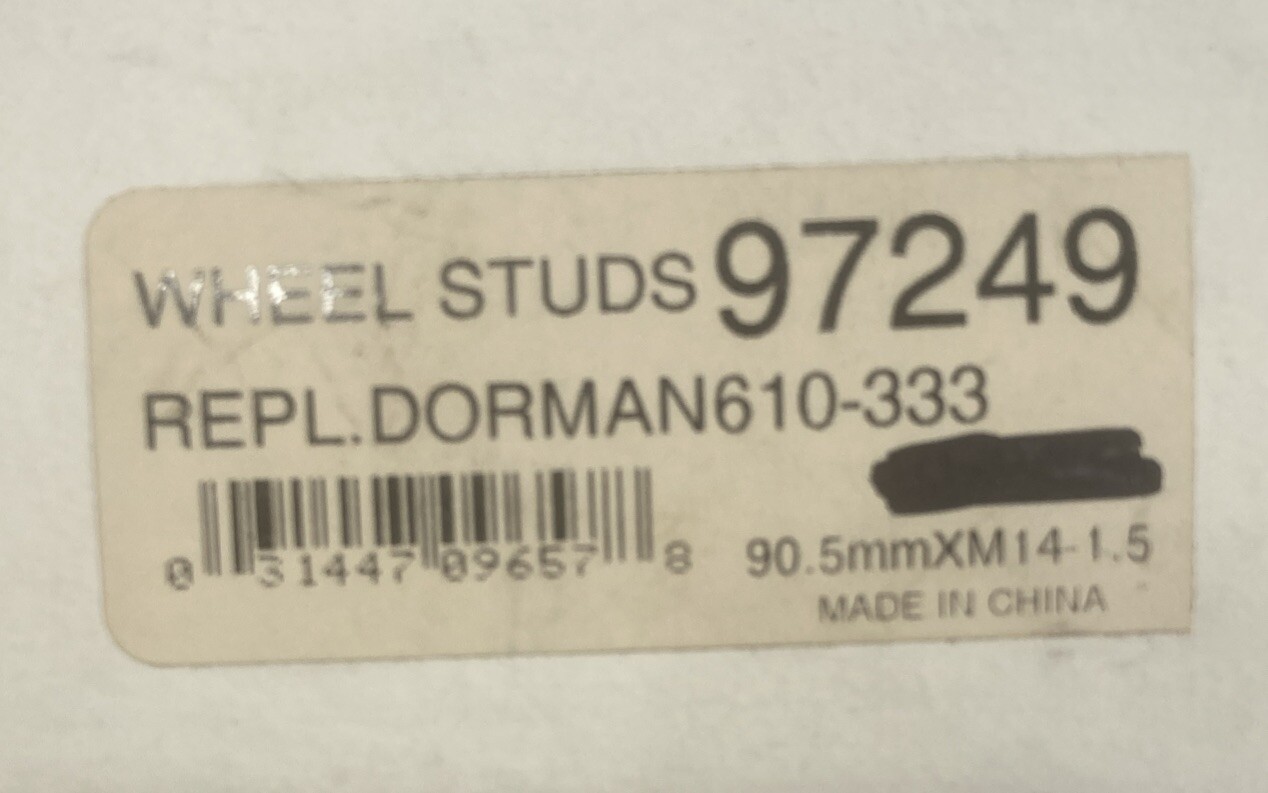 WHEEL STUDS 97249
REPL.DORMAN610-333
0 31447 09657 8
90.5mmXM14-1.5
MADE IN CHINA